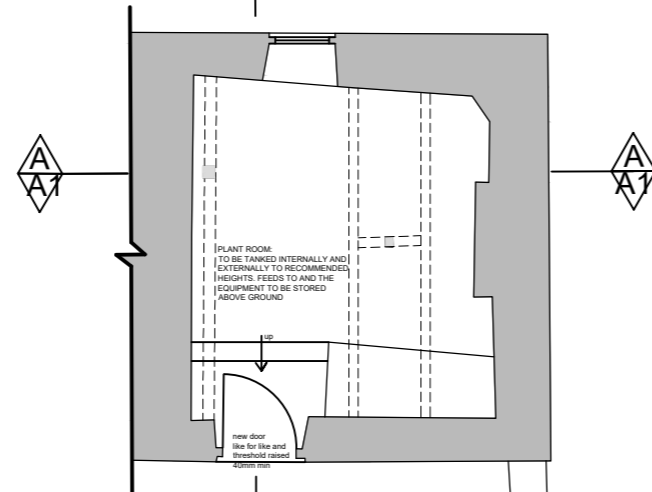 A
A1
A
A1
PLANT ROOM:
TO BE TANKED INTERNALLY AND
EXTERNALLY TO RECOMMENDED
HEIGHTS. FEEDS TO AND THE
EQUIPMENT TO BE STORED
ABOVE GROUND
up
new door
like for like and
threshold raised
40mm min